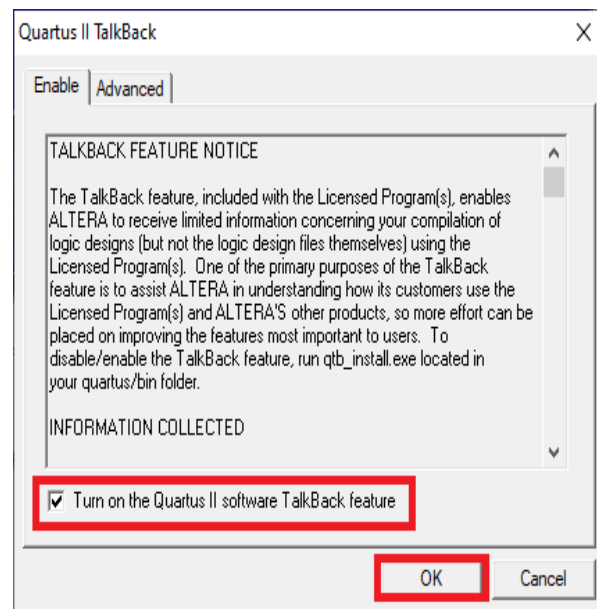 Quartus II TalkBack
Enable
Advanced
TALKBACK FEATURE NOTICE
The TalkBack feature, included with the Licensed Program(s), enables
ALTERA to receive limited information concerning your compilation of
logic designs (but not the logic design files themselves) using the
Licensed Program(s).  One of the primary purposes of the TalkBack
feature is to assist ALTERA in understanding how its customers use the
Licensed Program(s) and ALTERA'S other products, so more effort can be
placed on improving the features most important to users.  To
disable/enable the TalkBack feature, run qtb_install.exe located in
your quartus/bin folder.
INFORMATION COLLECTED
Turn on the Quartus II software TalkBack feature
OK
Cancel